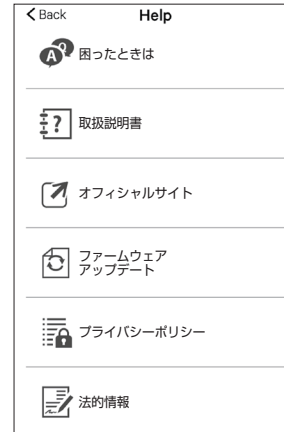 Back
Help
困ったときは
取扱説明書
オフィシャルサイト
ファームウェア
アップデート
プライバシーポリシー
法的情報